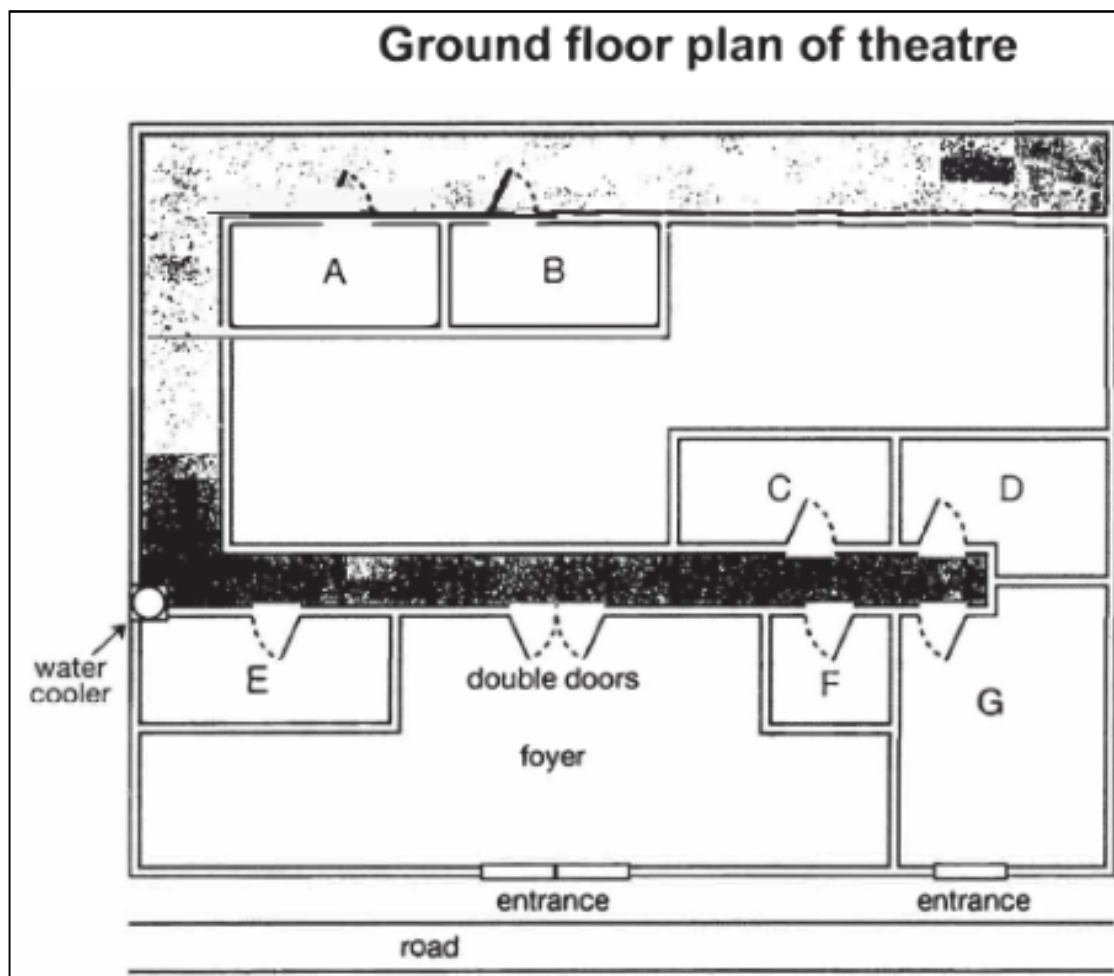 Ground floor plan of theatre
A
B
C
D
water
cooler
E
double doors
F
G
foyer
entrance
entrance
road